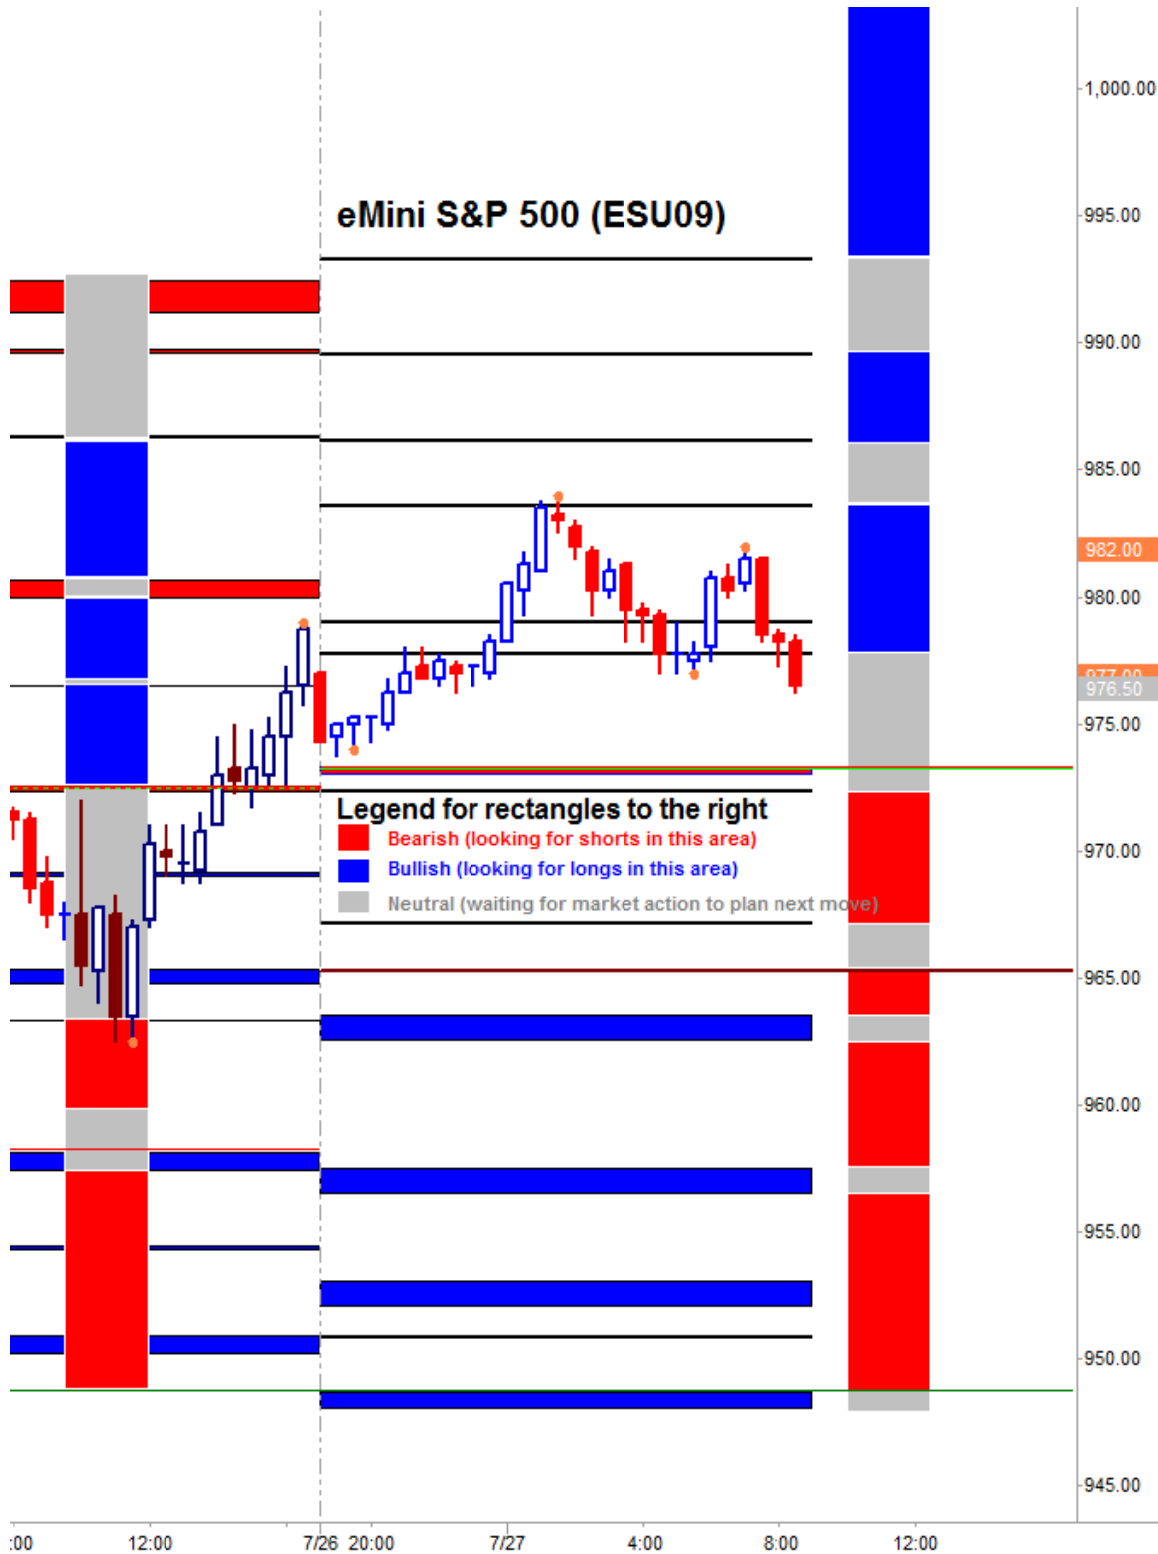 1,000.00
eMini S&P 500 (ESU09)
995.00
990.00
985.00
982.00
980.00
977.00
976.50
975.00
Legend for rectangles to the right
Bearish (looking for shorts in this area)
970.00
Bullish (looking for longs in this area)
Neutral (waiting for market action to plan next move)
965.00
960.00
955.00
950.00
945.00
:00 12:00 7/26 20:00 7/27 4:00 8:00 12:00